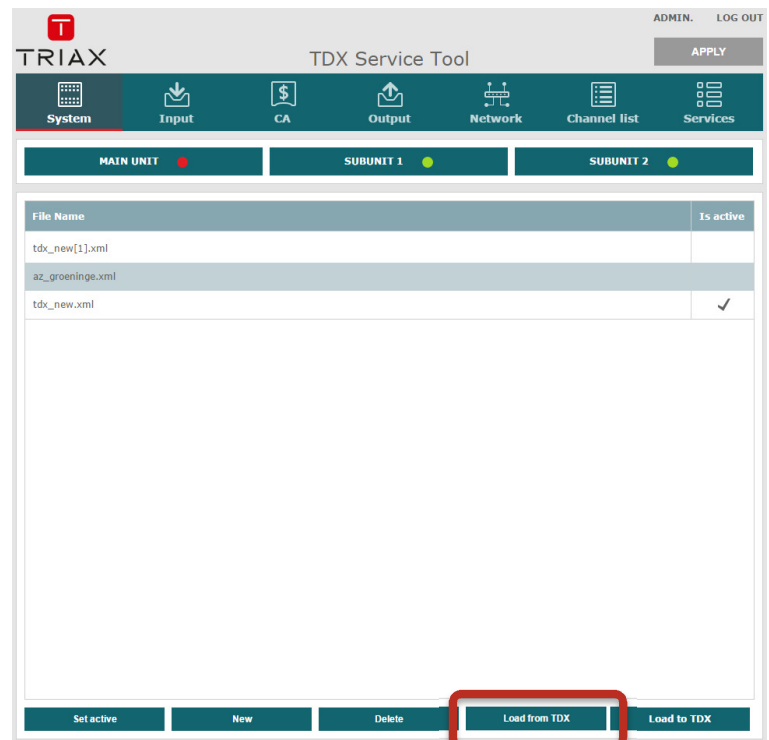 ADMIN. LOG OUT
T
TRIAX
TDX Service Tool
APPLY
System Input CA Output Network Channel list Services
MAIN UNIT SUBUNIT 1 SUBUNIT 2
File Name Is active
tdx_new[1].xml
az_groeninge.xml
tdx_new.xml
Set active New Delete Load from TDX Load to TDX